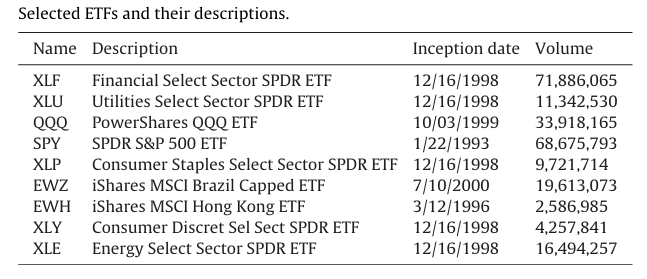 Selected ETFs and their descriptions.
Name Description Inception date Volume
XLF Financial Select Sector SPDR ETF 12/16/1998 71,886,065
XLU Utilities Select Sector SPDR ETF 12/16/1998 11,342,530
QQQ PowerShares QQQ ETF 10/03/1999 33,918,165
SPY SPDR S&P 500 ETF 1/22/1993 68,675,793
XLP Consumer Staples Select Sector SPDR ETF 12/16/1998 9,721,714
EWZ iShares MSCI Brazil Capped ETF 7/10/2000 19,613,073
EWH iShares MSCI Hong Kong ETF 3/12/1996 2,586,985
XLY Consumer Discret Sel Sect SPDR ETF 12/16/1998 4,257,841
XLE Energy Select Sector SPDR ETF 12/16/1998 16,494,257